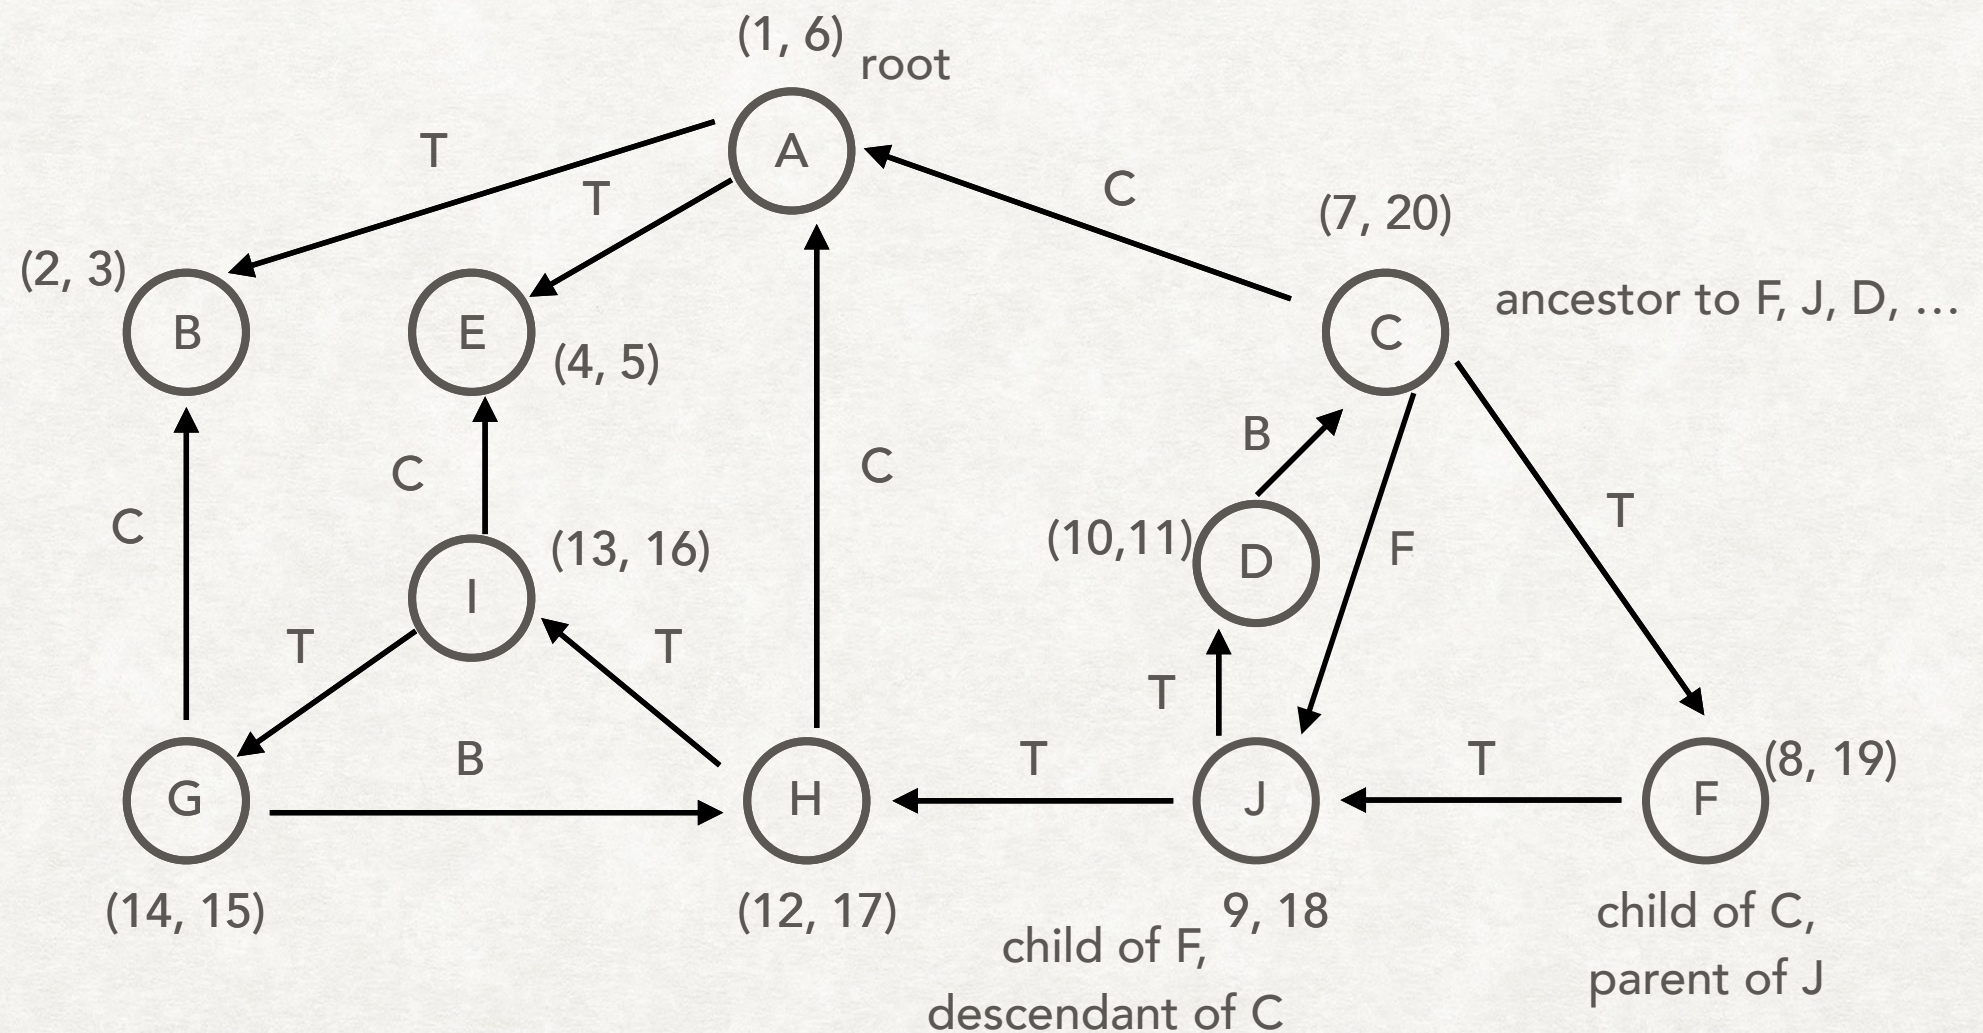 (1, 6)
root
A
T
T
C
(7, 20)
(2, 3)
B
E
(4, 5)
C
ancestor to F, J, D, …
B
C
C
C
T
(13, 16)
(10,11)
D
F
I
T
T
T
B
T
T
(8, 19)
G
H
J
F
(14, 15)
(12, 17)
9, 18
child of F,
descendant of C
child of C,
parent of J